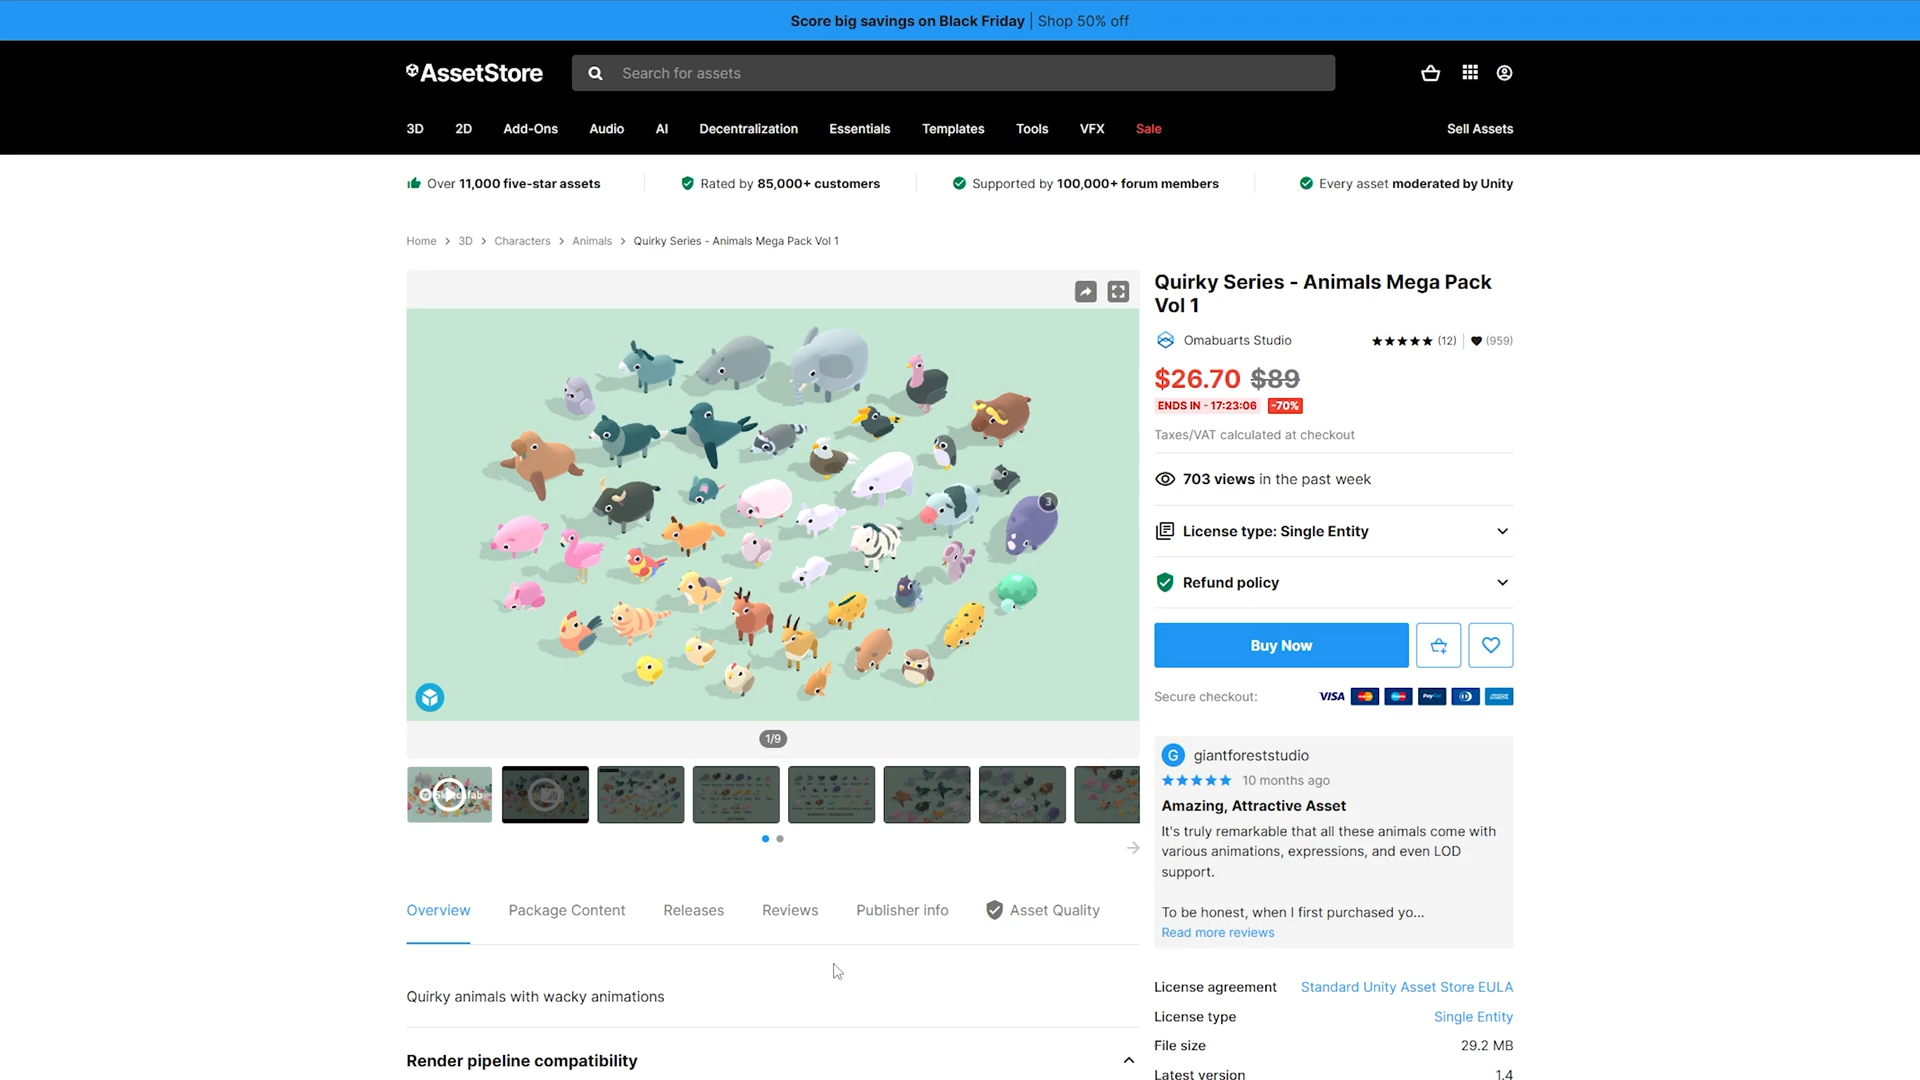 Score big savings on Black Friday | Shop 50% off
AssetStore
Search for assets
3D 2D Add-Ons Audio AI Decentralization Essentials Templates Tools VFX Sale Sell Assets
Over 11,000 five-star assets
Rated by 85,000+ customers
Supported by 100,000+ forum members
Every asset moderated by Unity
Home > 3D > Characters > Animals > Quirky Series - Animals Mega Pack Vol 1
3
1/9
Overview Package Content Releases Reviews Publisher info Asset Quality
Quirky animals with wacky animations
Render pipeline compatibility
Quirky Series - Animals Mega Pack
Vol 1
Omabuarts Studio
(12) | (959)
$26.70 $89
ENDS IN - 17:23:06 -70%
Taxes/VAT calculated at checkout
703 views in the past week
License type: Single Entity
Refund policy
Buy Now
Secure checkout: VISA PayPal
G giantforeststudio
10 months ago
Amazing, Attractive Asset
It's truly remarkable that all these animals come with
various animations, expressions, and even LOD
support.
To be honest, when I first purchased yo...
Read more reviews
License agreement Standard Unity Asset Store EULA
License type Single Entity
File size 29.2 MB
Latest version 1.4